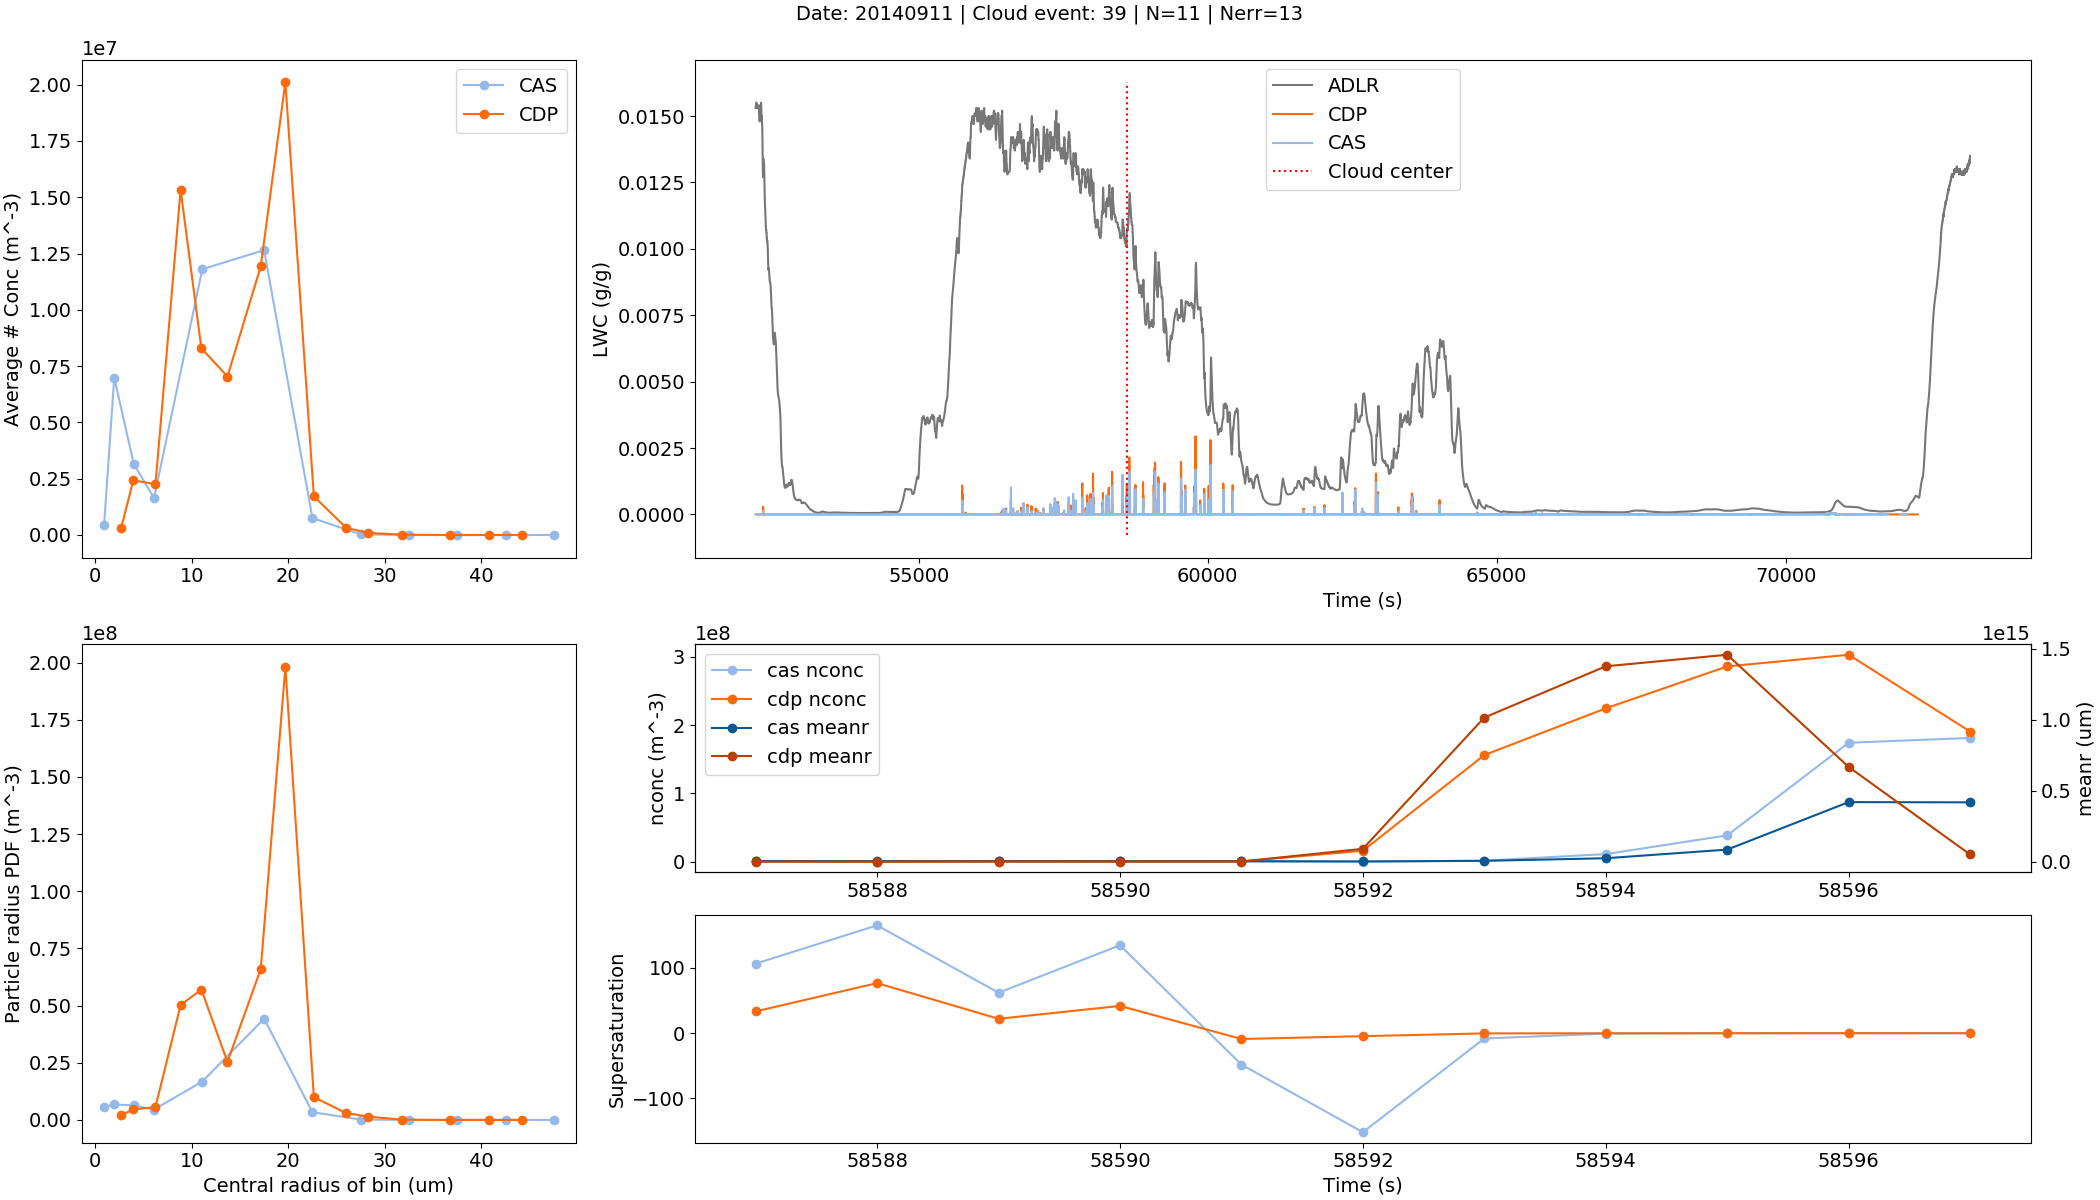 Date: 20140911 | Cloud event: 39 | N=11 | Nerr=13
1e7
2.00
1.75
1.50
1.25
1.00
0.75
0.50
0.25
0.00
Average # Conc (m^-3)
0 10 20 30 40
CAS
CDP
0.0150
0.0125
0.0100
0.0075
0.0050
0.0025
0.0000
LWC (g/g)
ADLR
CDP
CAS
Cloud center
55000 60000 65000 70000
Time (s)
1e8
2.00
1.75
1.50
1.25
1.00
0.75
0.50
0.25
0.00
Particle radius PDF (m^-3)
0 10 20 30 40
Central radius of bin (um)
1e8
3
2
1
0
nconc (m^-3)
cas nconc
cdp nconc
cas meanr
cdp meanr
1e15
1.5
1.0
0.5
0.0
meanr (um)
58588 58590 58592 58594 58596
100
0
−100
Supersaturation
58588 58590 58592 58594 58596
Time (s)